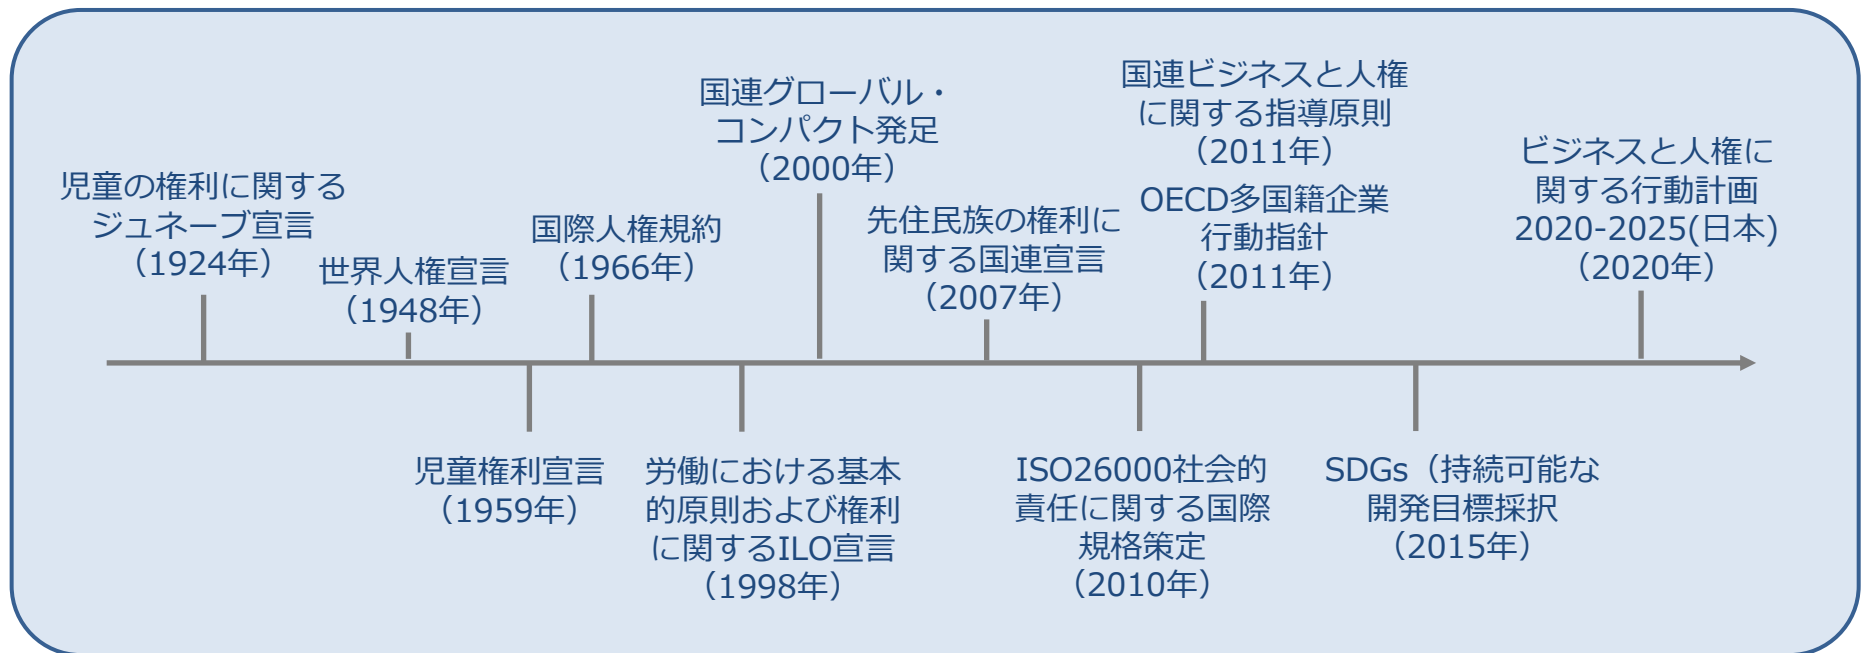 児童の権利に関する
ジュネーブ宣言
（1924年）
世界人権宣言
（1948年）
国際人権規約
（1966年）
国連グローバル・
コンパクト発足
（2000年）
先住民族の権利に
関する国連宣言
（2007年）
国連ビジネスと人権
に関する指導原則
（2011年）
OECD多国籍企業
行動指針
（2011年）
ビジネスと人権に
関する行動計画
2020-2025(日本)
（2020年）
児童権利宣言
（1959年）
労働における基本
的原則および権利
に関するILO宣言
（1998年）
ISO26000社会的
責任に関する国際
規格策定
（2010年）
SDGs（持続可能な
開発目標採択
（2015年）